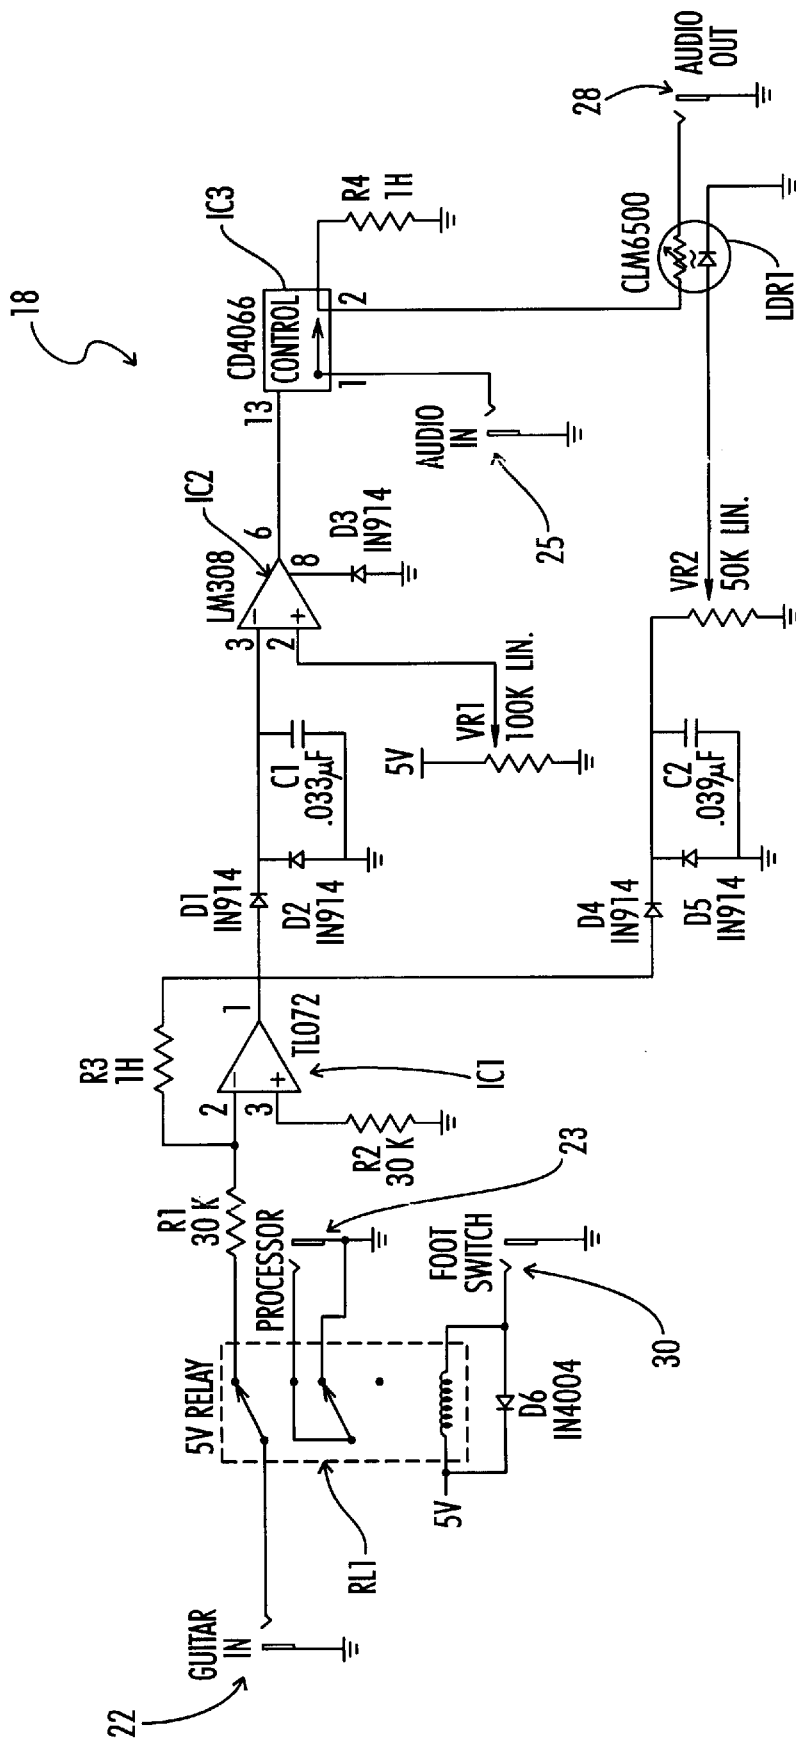 18
22
GUITAR
IN
5V RELAY
RL1
5V
D6
IN4004
30
FOOT
SWITCH
PROCESSOR
23
R1
30 K
R3
1H
2
3
1
TL072
IC1
R2
30 K
D1
IN914
D2
IN914
C1
.033µF
3
2
LM308
IC2
6
8
D3
IN914
5V
VR1
100K LIN.
13
CD4066
CONTROL
IC3
1
2
R4
1H
AUDIO
IN
25
D4
IN914
D5
IN914
C2
.039µF
VR2
50K LIN.
CLM6500
LDR1
28
AUDIO
OUT